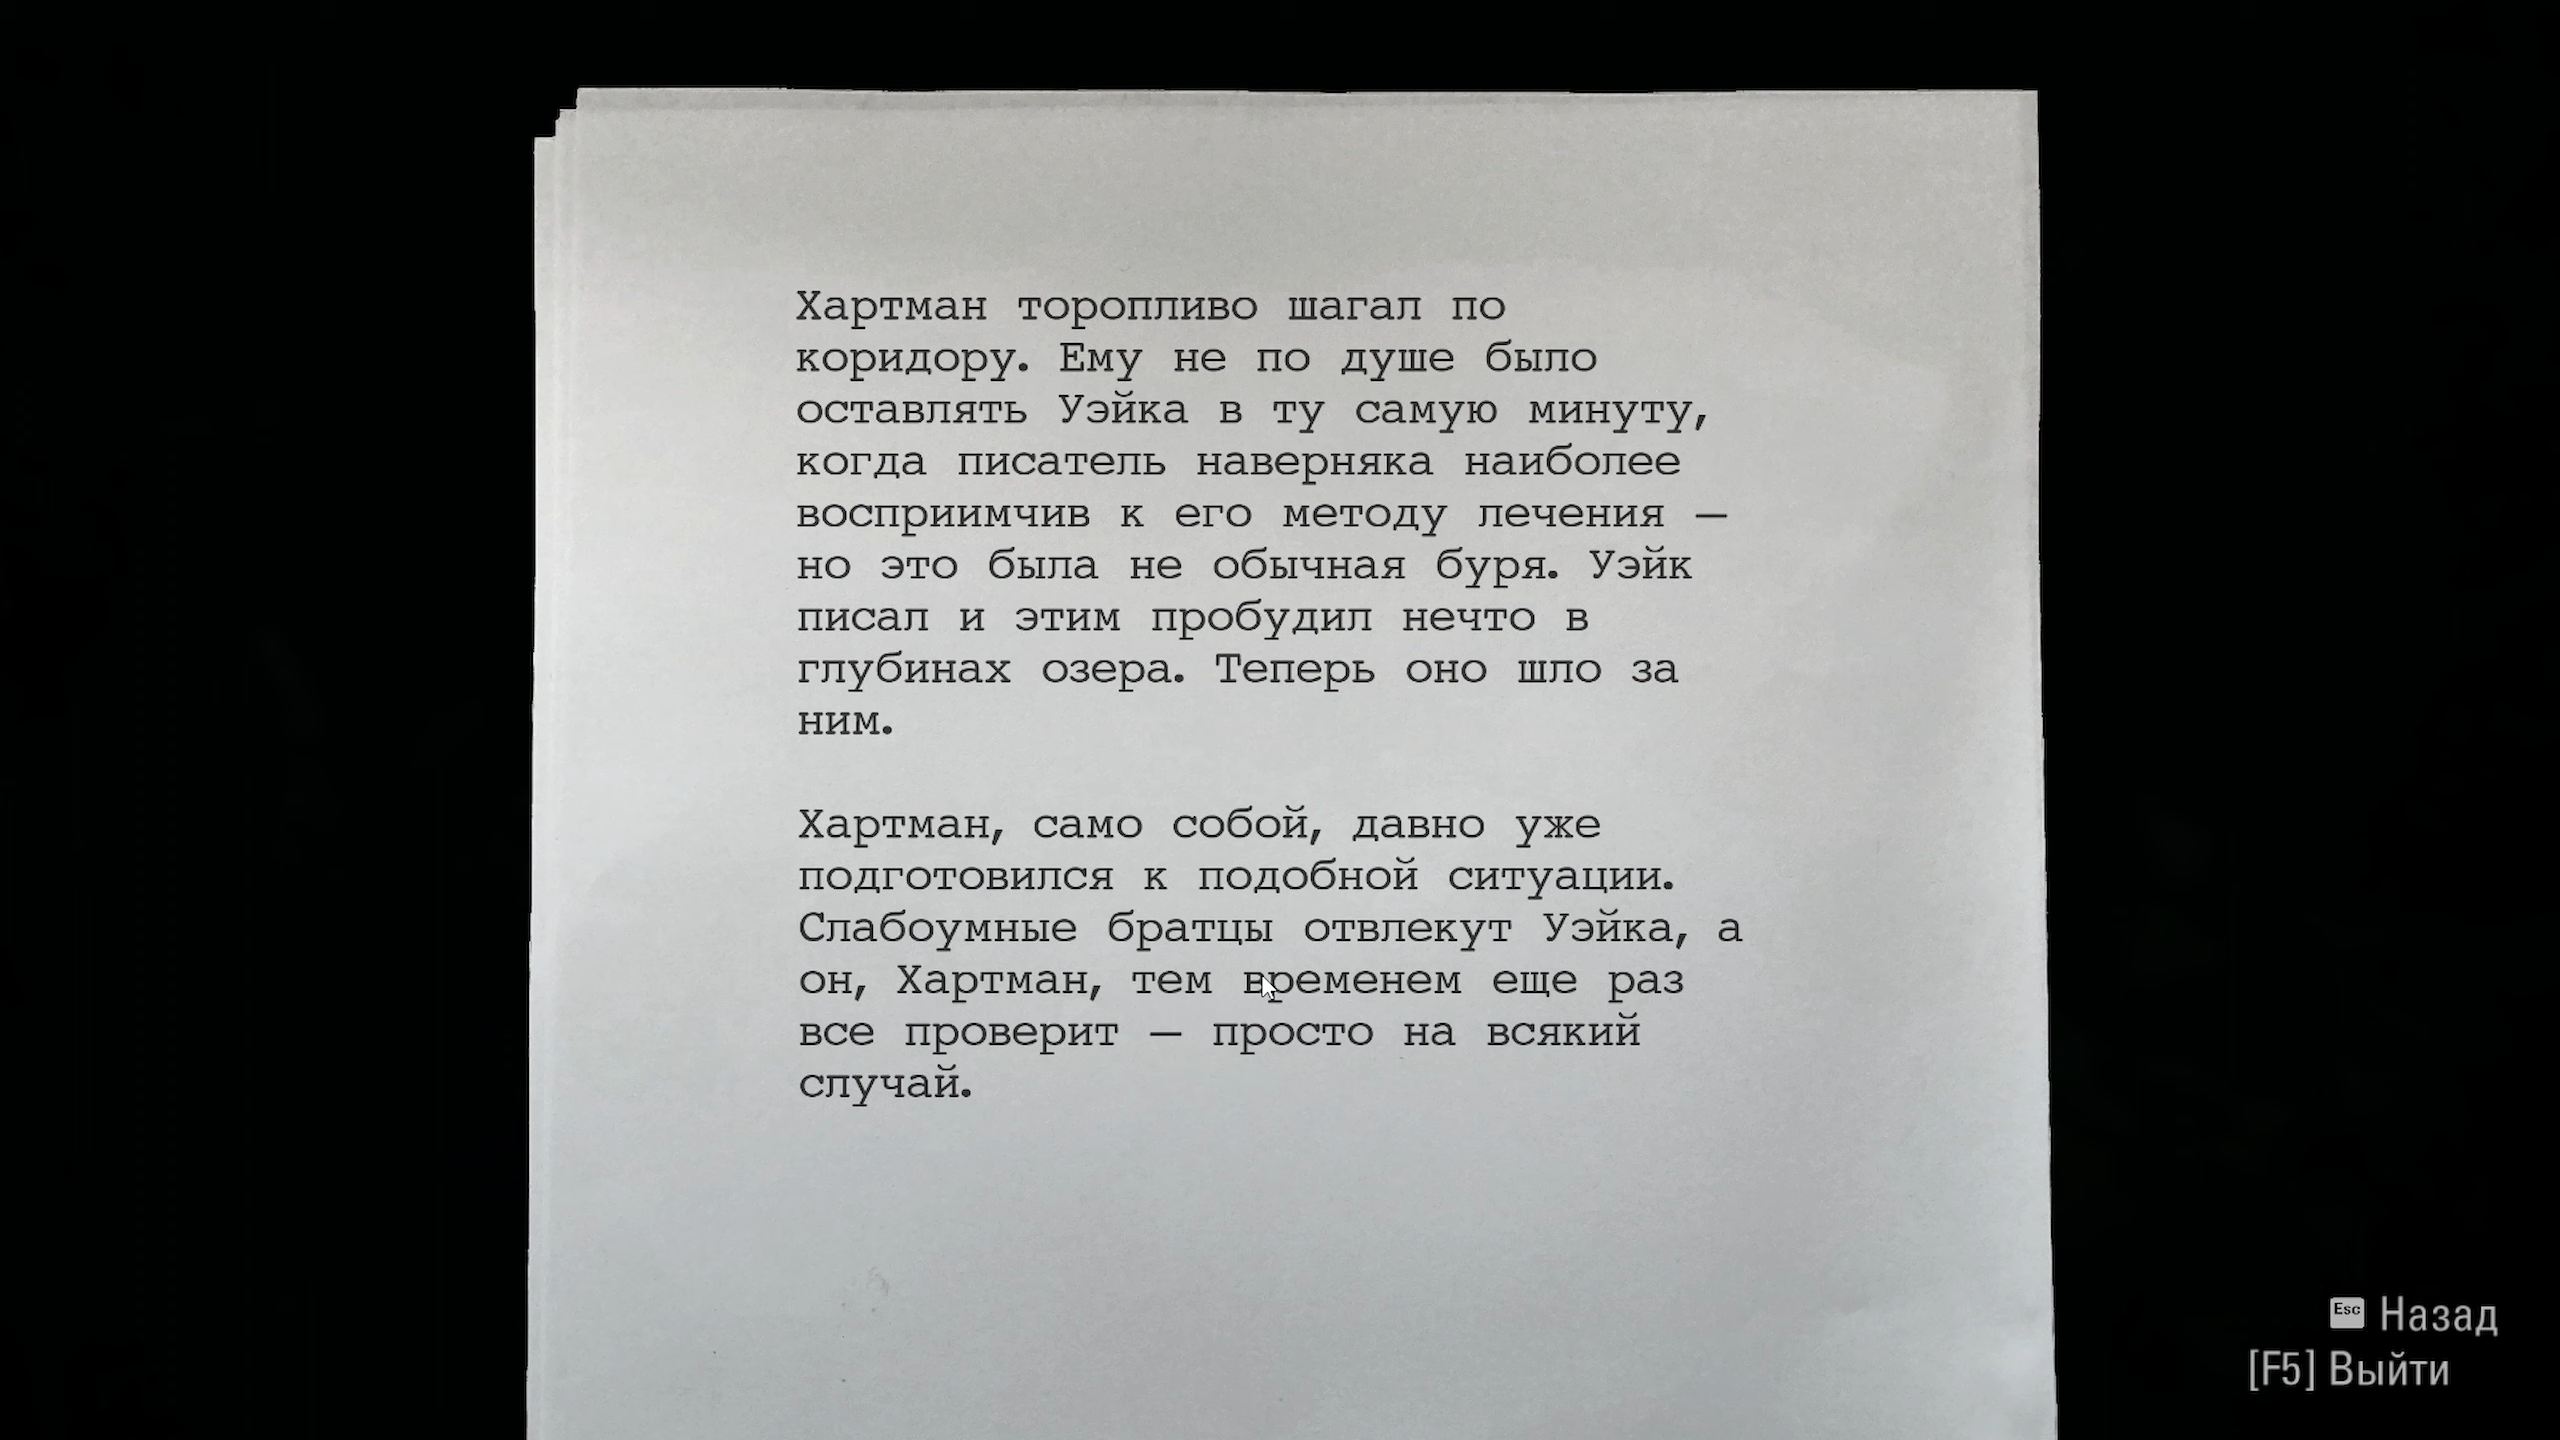 Хартман торопливо шагал по
коридору. Ему не по душе было
оставлять Уэйка в ту самую минуту,
когда писатель наверняка наиболее
восприимчив к его методу лечения —
но это была не обычная буря. Уэйк
писал и этим пробудил нечто в
глубинах озера. Теперь оно шло за
ним.
Хартман, само собой, давно уже
подготовился к подобной ситуации.
Слабоумные братцы отвлекут Уэйка, а
он, Хартман, тем временем еще раз
все проверит — просто на всякий
случай.
Esc Назад
[F5] Выйти